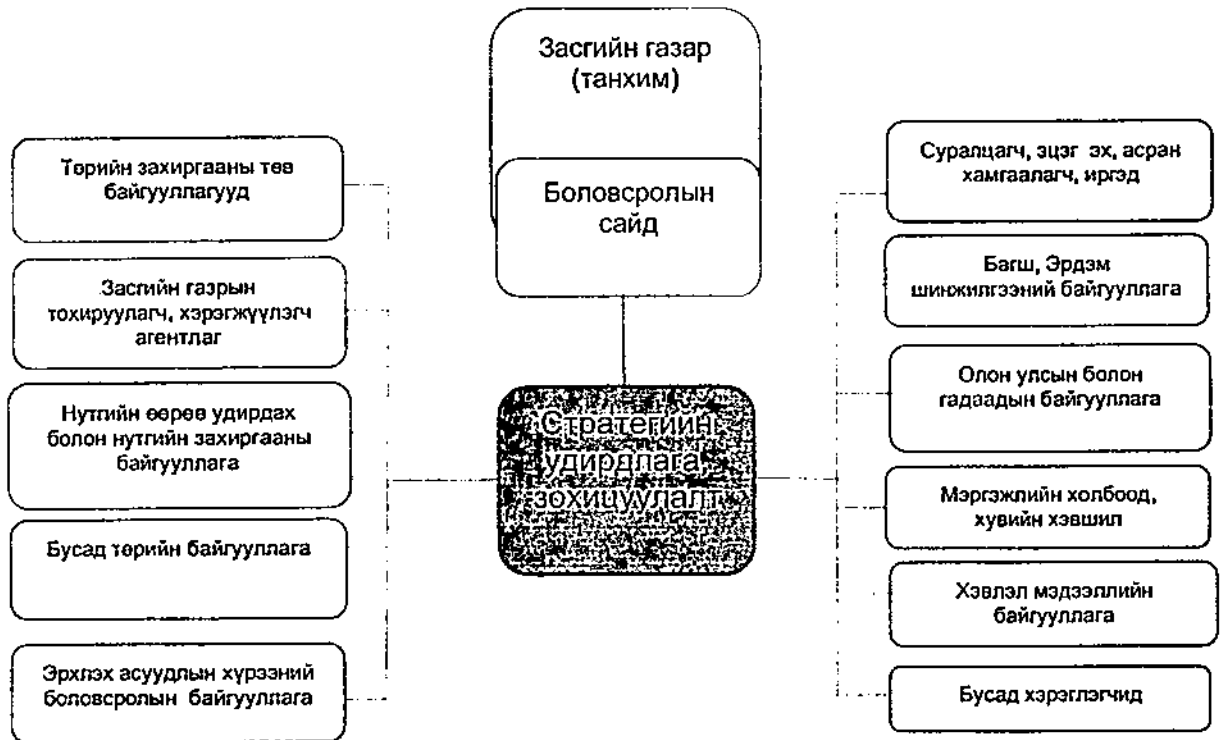 Засгийн газар
(танхим)
Боловсролын
сайд
Стратегийн
удирдлага,
зохицуулалт
Төрийн захиргааны төв
байгууллагууд
Засгийн газрын
тохируулагч, хэрэгжүүлэгч
агентлаг
Нутгийн өөрөө удирдах
болон нутгийн захиргааны
байгууллага
Бусад төрийн байгууллага
Эрхлэх асуудлын хүрээний
боловсролын байгууллага
Суралцагч, эцэг эх, асран
хамгаалагч, иргэд
Багш, Эрдэм
шинжилгээний байгууллага
Олон улсын болон
гадаадын байгууллага
Мэргэжлийн холбоод,
хувийн хэвшил
Хэвлэл мэдээллийн
байгууллага
Бусад хэрэглэгчид